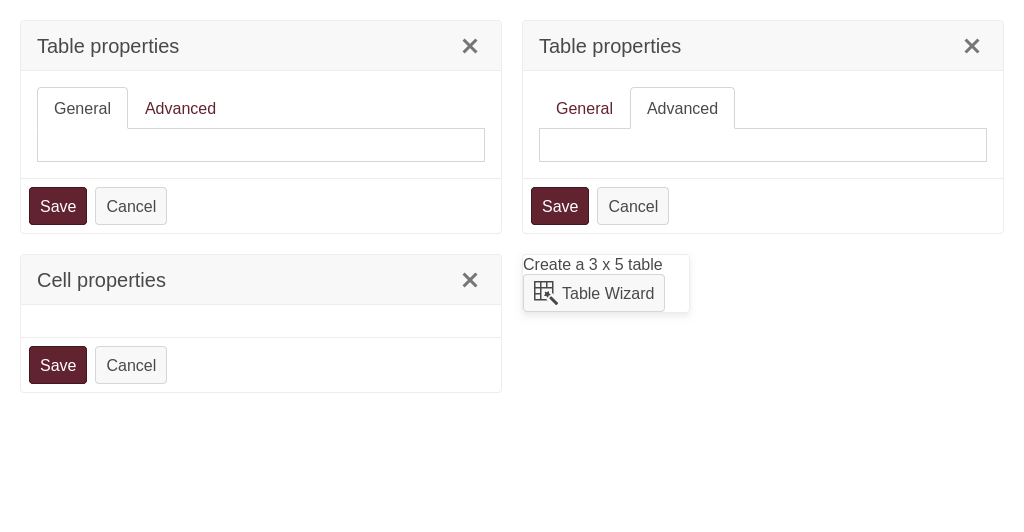 Table properties
General
Advanced
Save
Cancel
Table properties
General
Advanced
Save
Cancel
Cell properties
Save
Cancel
Create a 3 x 5 table
Table Wizard